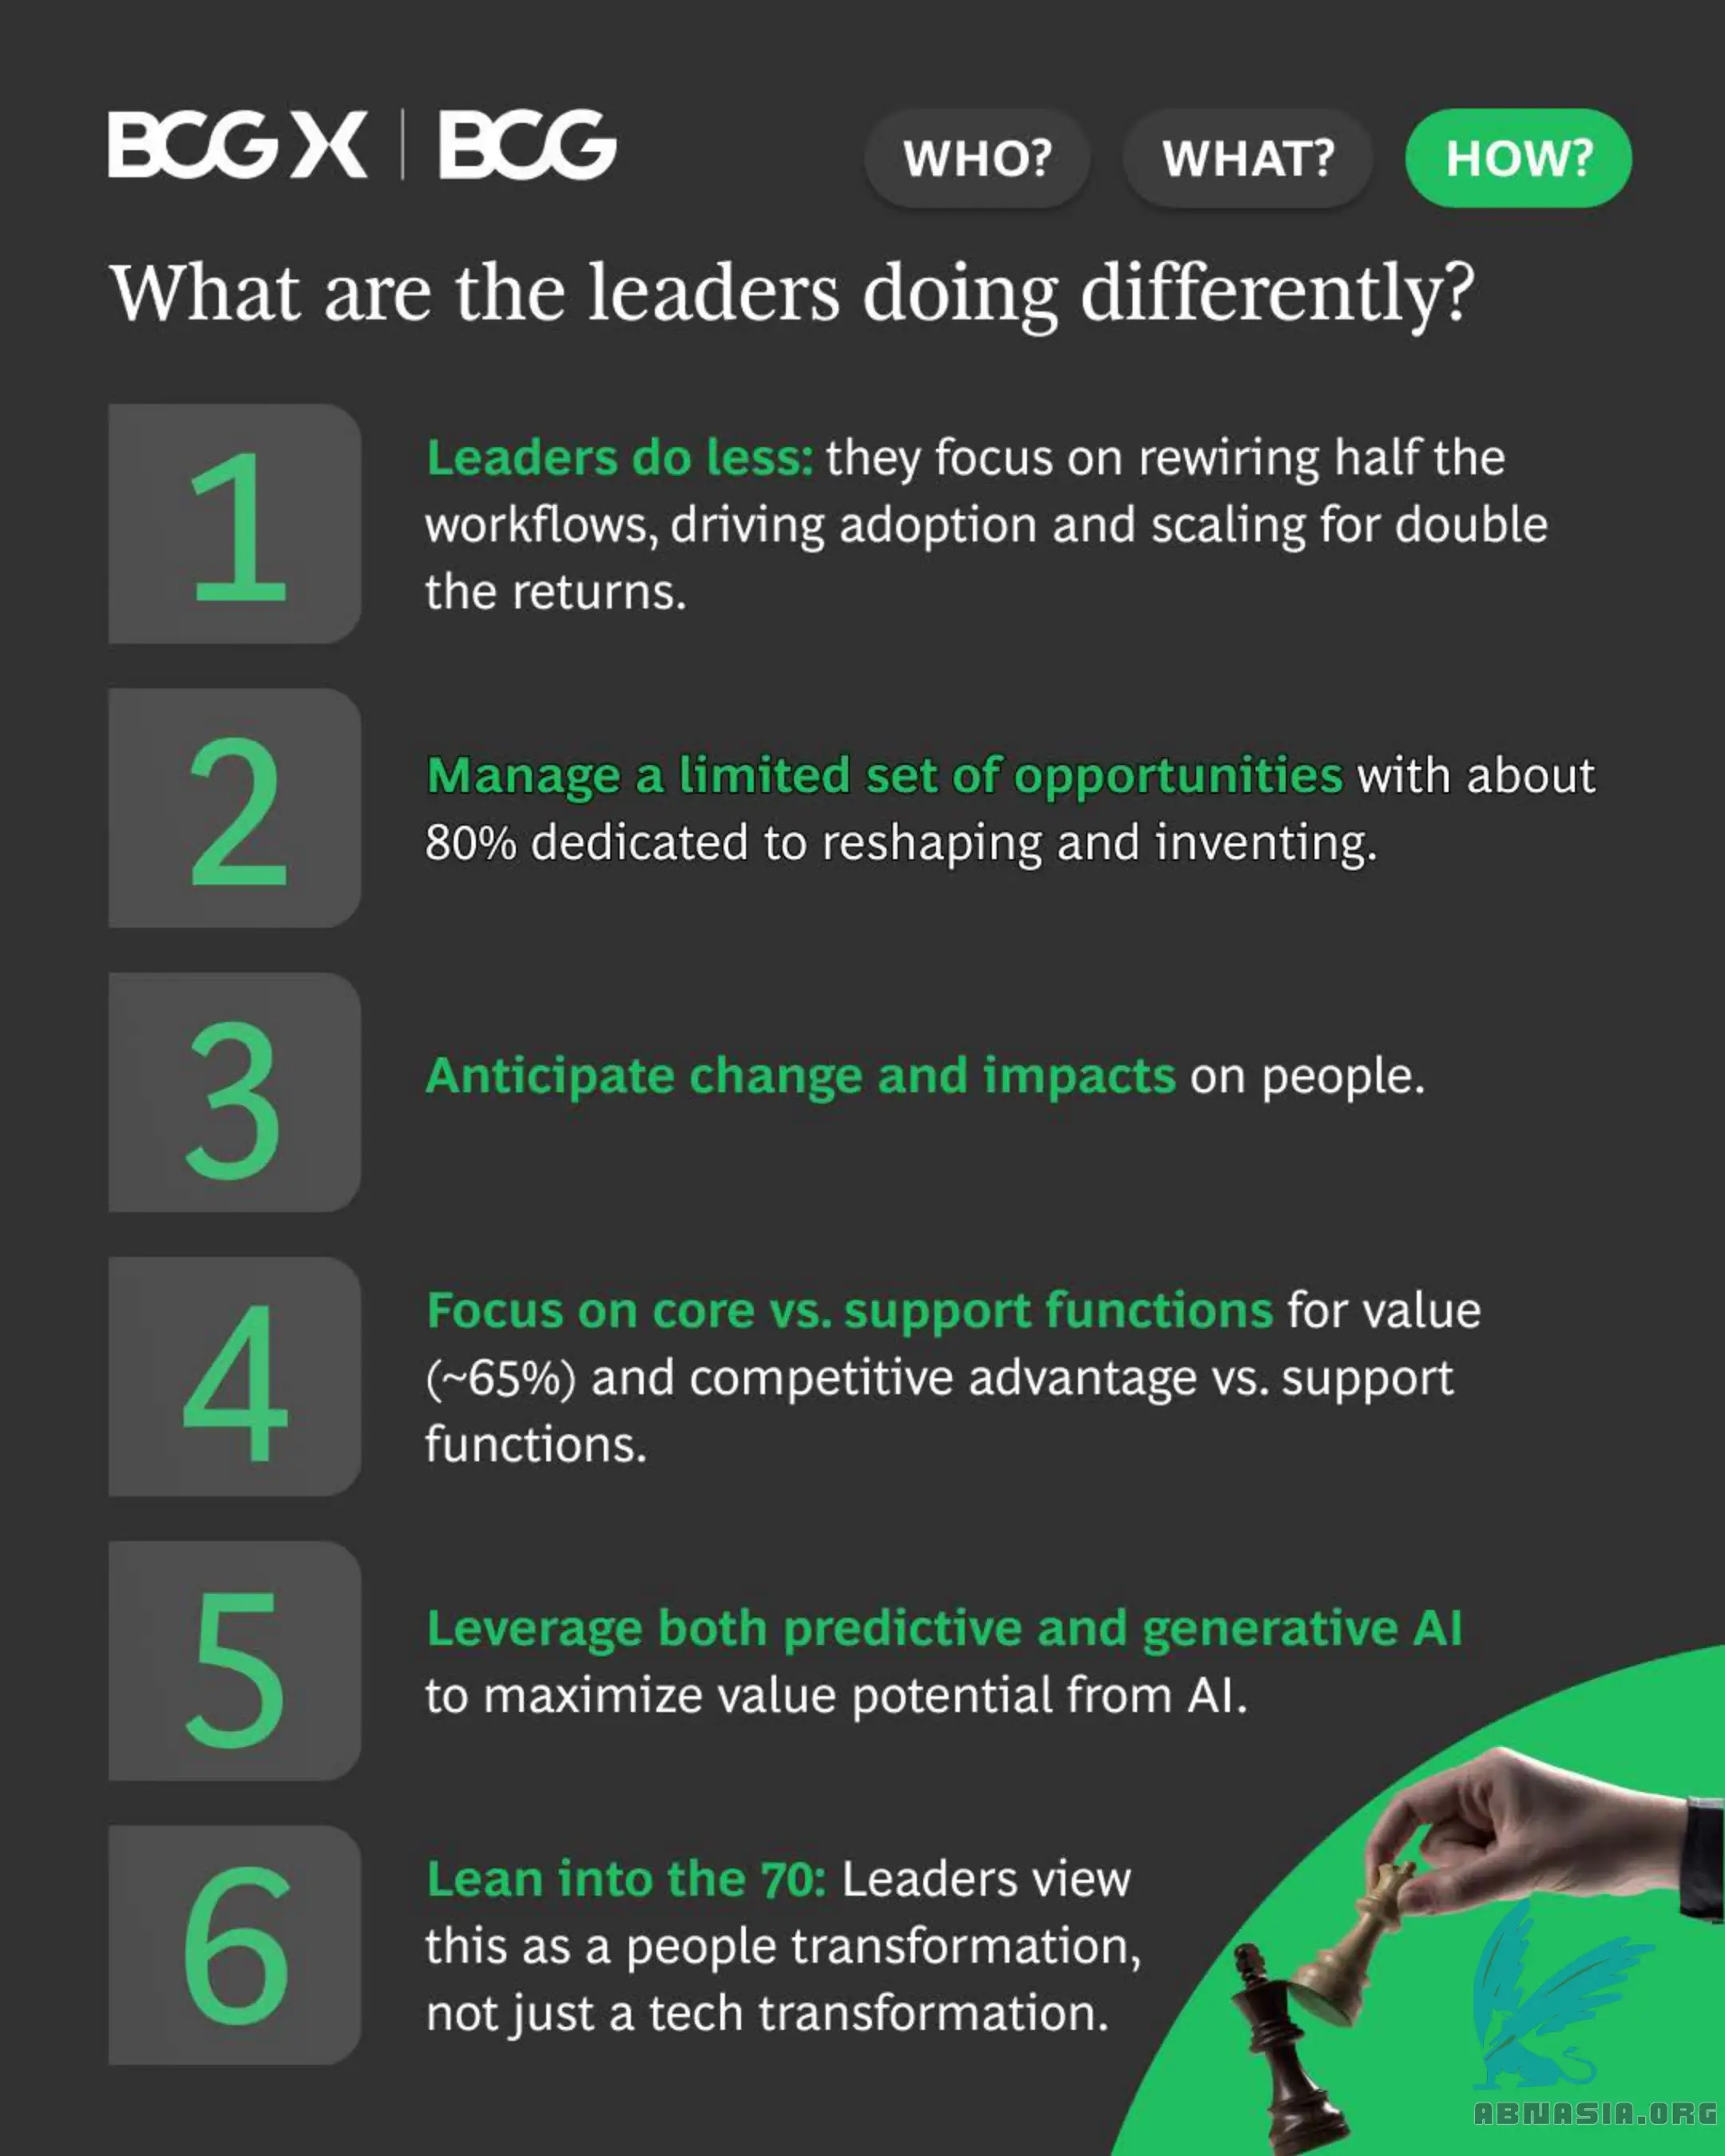 BCG X | BCG
WHO?
WHAT?
HOW?
What are the leaders doing differently?
1
Leaders do less: they focus on rewiring half the
workflows, driving adoption and scaling for double
the returns.
2
Manage a limited set of opportunities with about
80% dedicated to reshaping and inventing.
3
Anticipate change and impacts on people.
4
Focus on core vs. support functions for value
(~65%) and competitive advantage vs. support
functions.
5
Leverage both predictive and generative AI
to maximize value potential from AI.
6
Lean into the 70: Leaders view
this as a people transformation,
not just a tech transformation.
ABNASIA.ORG